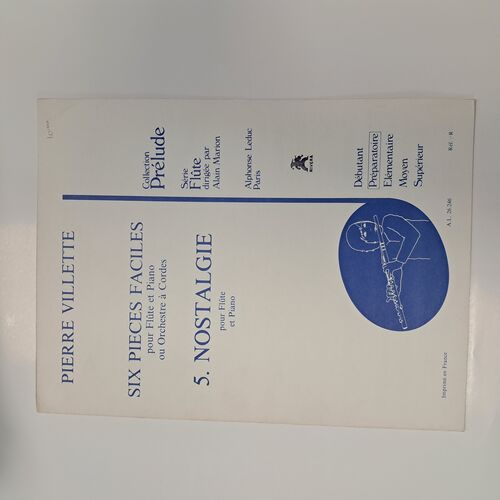 PIERRE VILLETTE
SIX PIECES FACILES
pour Flûte et Piano
ou Orchestre à Cordes
5. NOSTALGIE
pour Flûte
et Piano
Collection
Prélude
Série
Flûte
dirigée par
Alain Marion
Alphonse Leduc
Paris
RIVERA
Débutant
Préparatoire
Elémentaire
Moyen
Supérieur
Imprimé en France
A.L. 26 246
Réf. : R